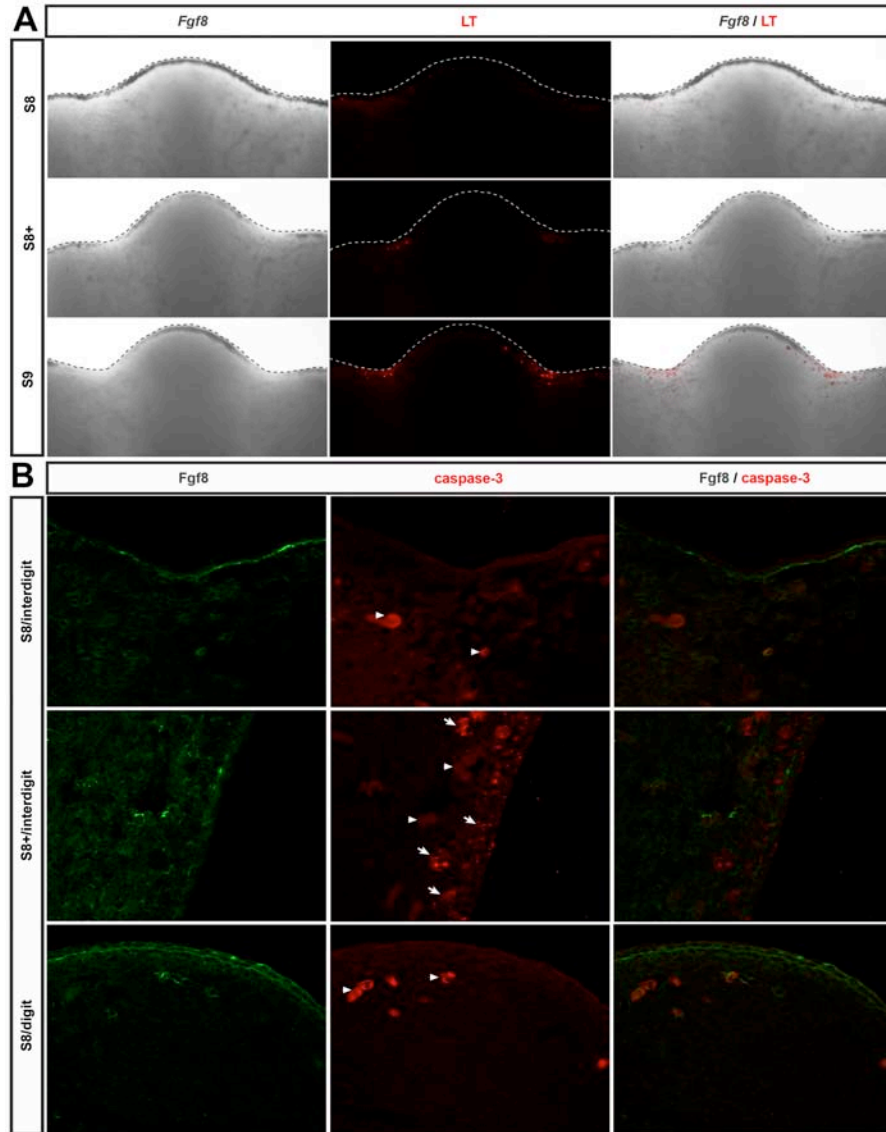 A
Fgf8
LT
Fgf8 / LT
S8
S8+
S9
B
Fgf8
caspase-3
Fgf8 / caspase-3
S8/interdigit
S8+/interdigit
S8/digit